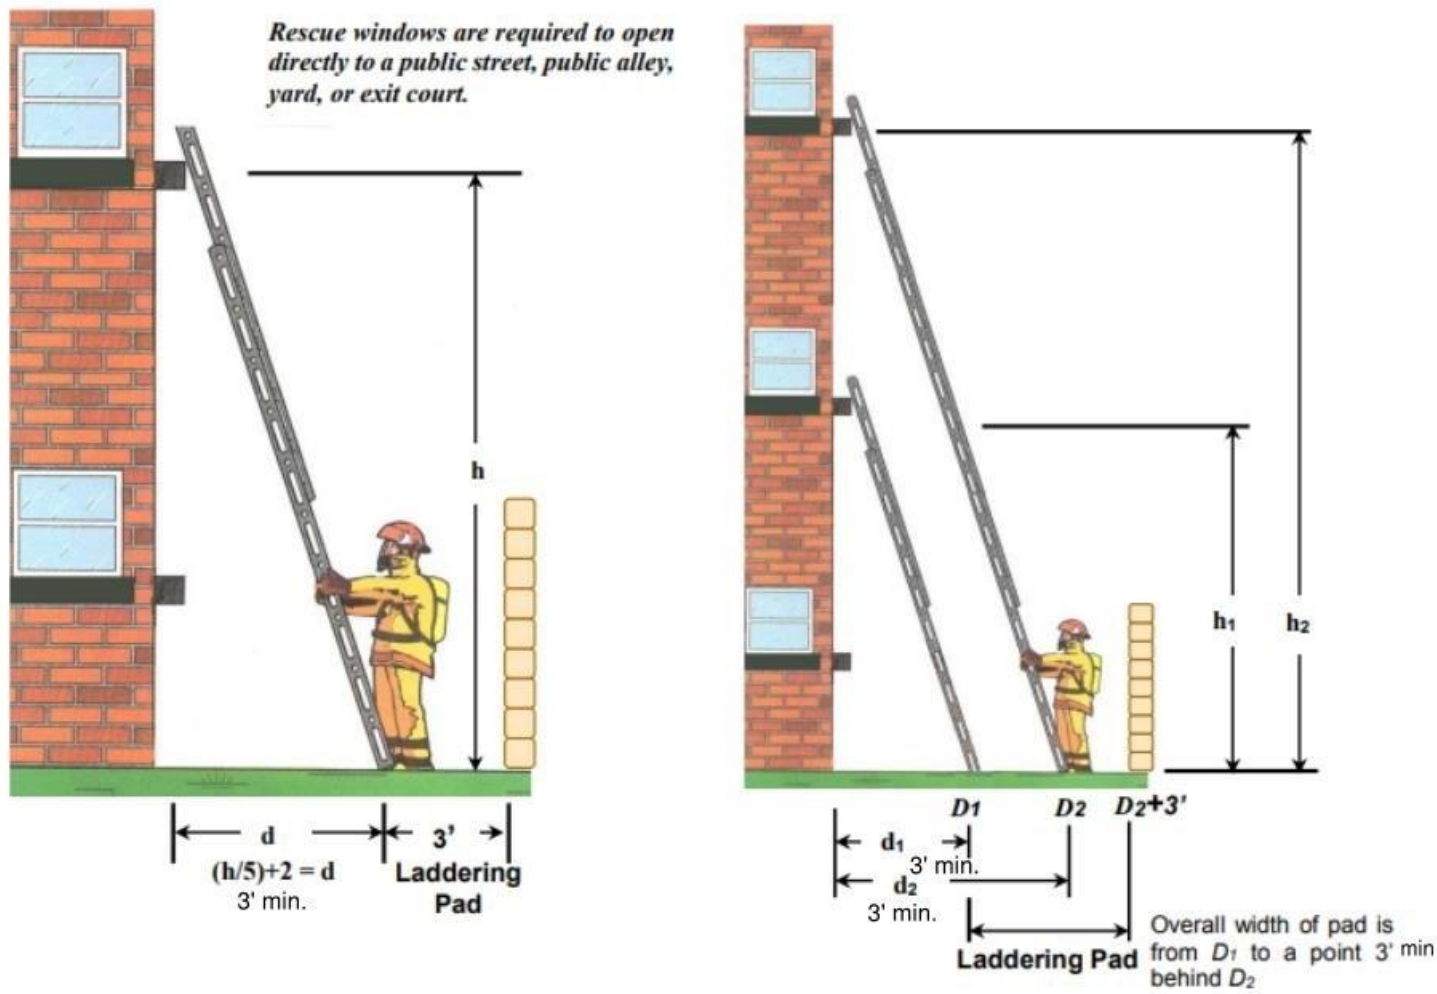 Rescue windows are required to open
directly to a public street, public alley,
yard, or exit court.
h
d
3'
(h/5)+2 = d
3' min.
Laddering
Pad
h1
h2
D1
D2
D2+3'
d1
3' min.
d2
3' min.
Laddering Pad
Overall width of pad is
from D1 to a point 3' min
behind D2